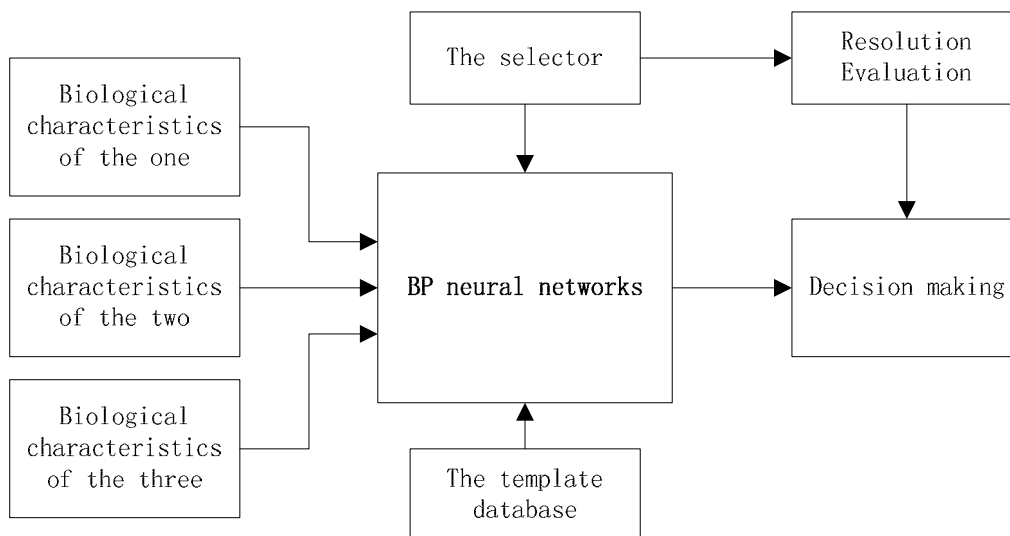 Biological
characteristics
of the one
Biological
characteristics
of the two
Biological
characteristics
of the three
The selector
BP neural networks
The template
database
Resolution
Evaluation
Decision making